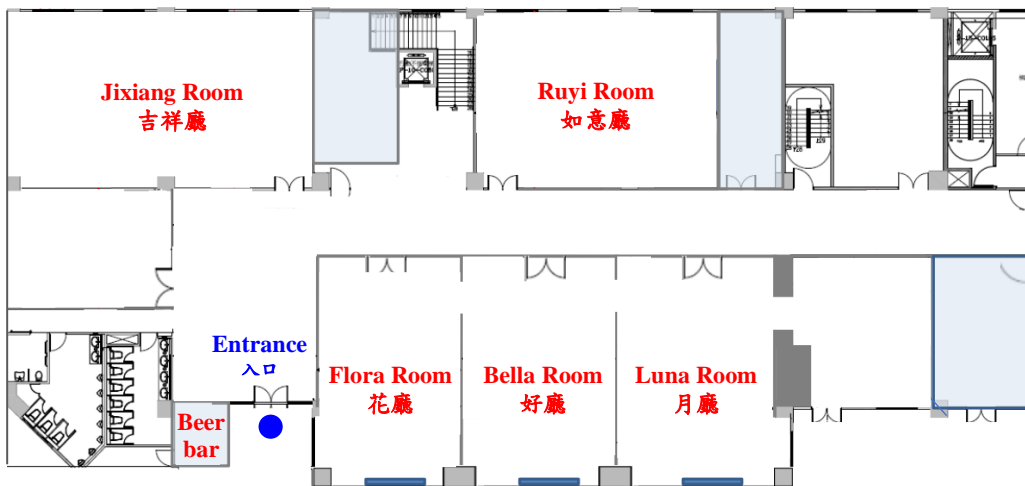 Jixiang Room
吉祥廳
Ruyi Room
如意廳
Entrance
入口
Flora Room
花廳
Bella Room
好廳
Luna Room
月廳
Beer
bar